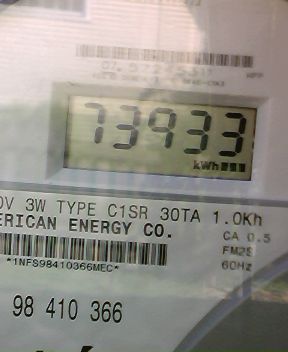 73933
kWh
0V 3W TYPE C1SR 30TA 1.0Kh
ERICAN ENERGY CO.
CA 0.5
FM2S
60Hz
*1NFS98410366MEC*
98 410 366